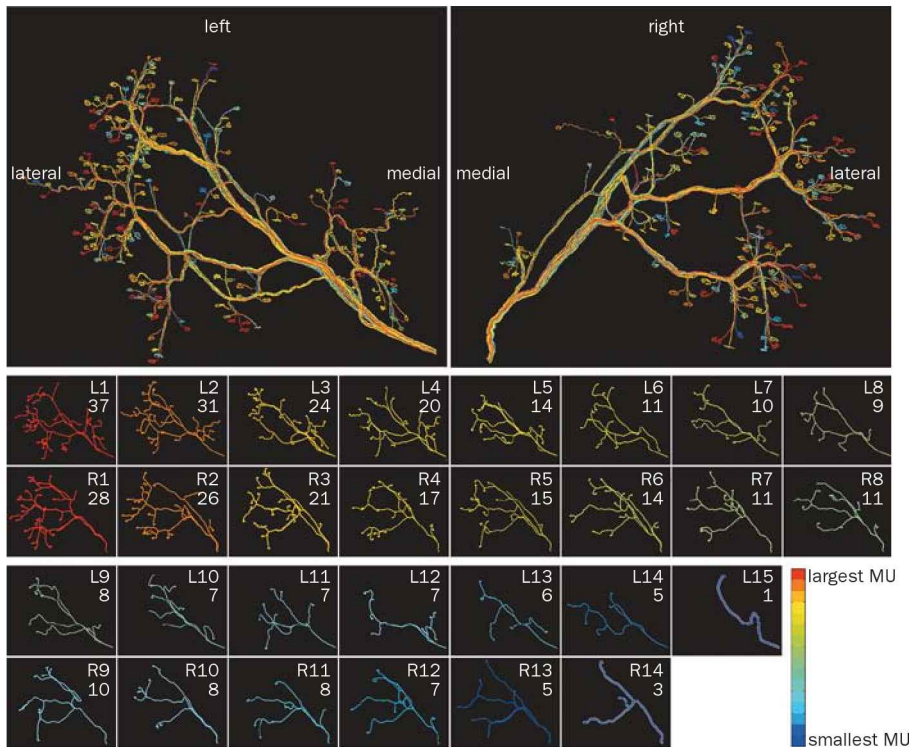 left
right
lateral
medial
medial
lateral
L1
37
L2
31
L3
24
L4
20
L5
14
L6
11
L7
10
L8
9
R1
28
R2
26
R3
21
R4
17
R5
15
R6
14
R7
11
R8
11
L9
8
L10
7
L11
7
L12
7
L13
6
L14
5
L15
1
largest MU
R9
10
R10
8
R11
8
R12
7
R13
5
R14
3
smallest MU